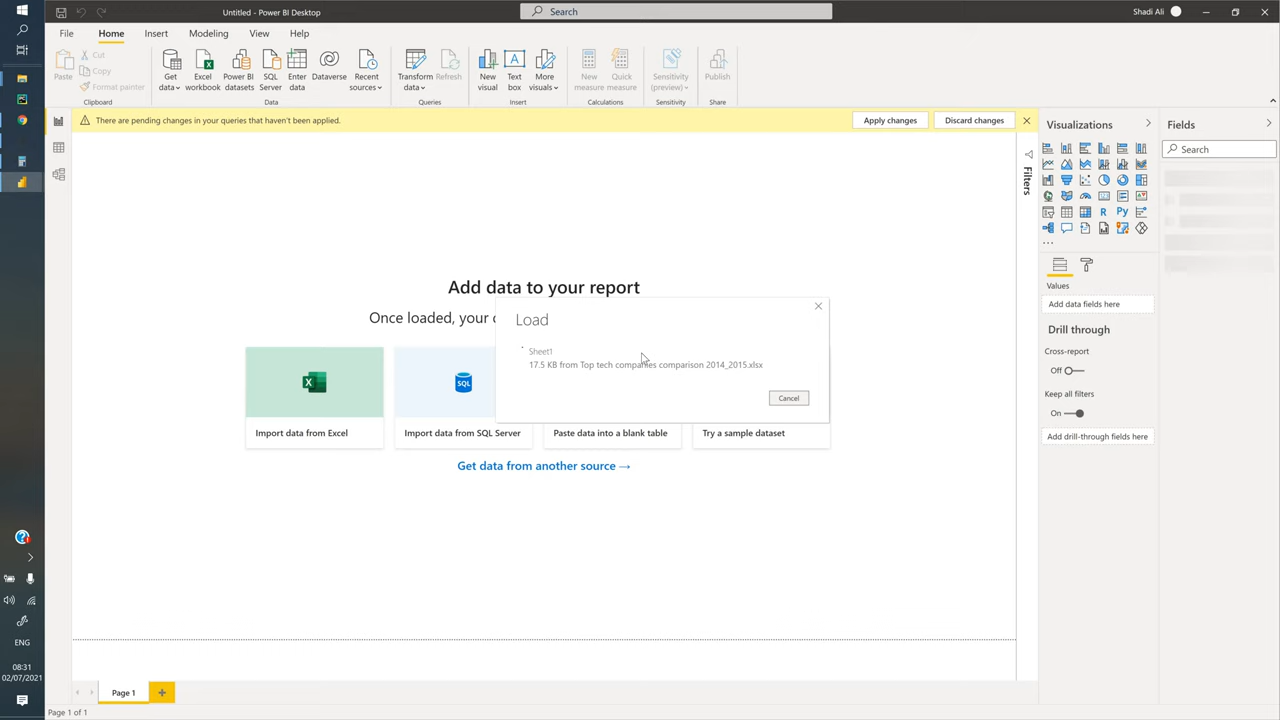 Untitled - Power BI Desktop
Search
Shadi Ali
File
Home
Insert
Modeling
View
Help
Paste
Cut
Copy
Format painter
Clipboard
Get data
Excel workbook
Power BI datasets
SQL Server
Enter data
Dataverse
Recent sources
Data
Transform data
Refresh
Queries
New visual
Text box
More visuals
Insert
New measure
Quick measure
Calculations
Sensitivity (preview)
Sensitivity
Publish
Share
There are pending changes in your queries that haven't been applied.
Apply changes
Discard changes
Filters
Visualizations
R
Py
Values
Add data fields here
Drill through
Cross-report
Off
Keep all filters
On
Add drill-through fields here
Fields
Search
Add data to your report
Once loaded, your
Load
Sheet1
17.5 KB from Top tech companies comparison 2014_2015.xlsx
Cancel
SQL
Import data from Excel
Import data from SQL Server
Paste data into a blank table
Try a sample dataset
Get data from another source →
ENG
08:31
02/07/2021
Page 1
Page 1 of 1